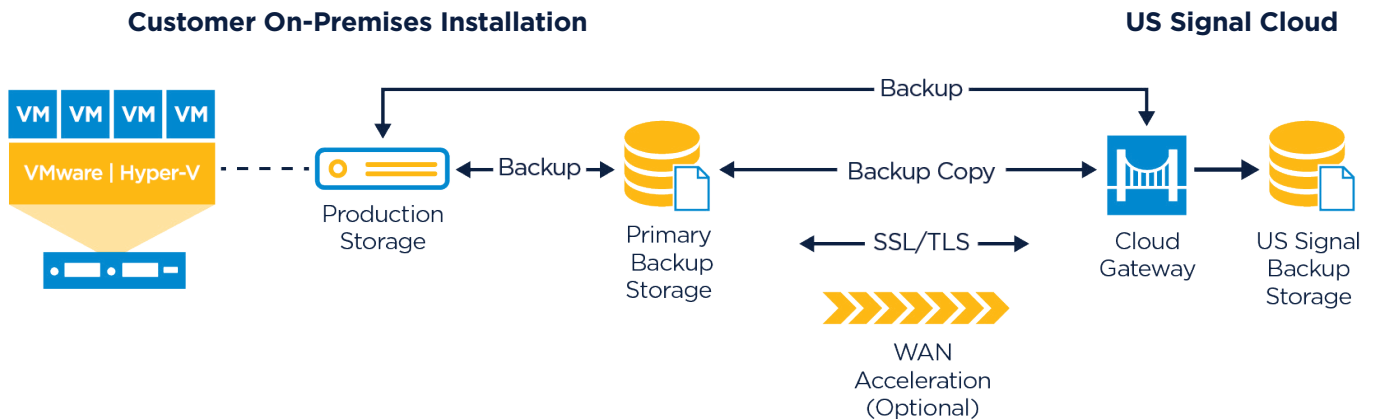 Customer On-Premises Installation
US Signal Cloud
VM VM VM VM
VMware | Hyper-V
Production
Storage
Backup
Primary
Backup
Storage
Backup
Backup Copy
SSL/TLS
WAN
Acceleration
(Optional)
Cloud
Gateway
US Signal
Backup
Storage